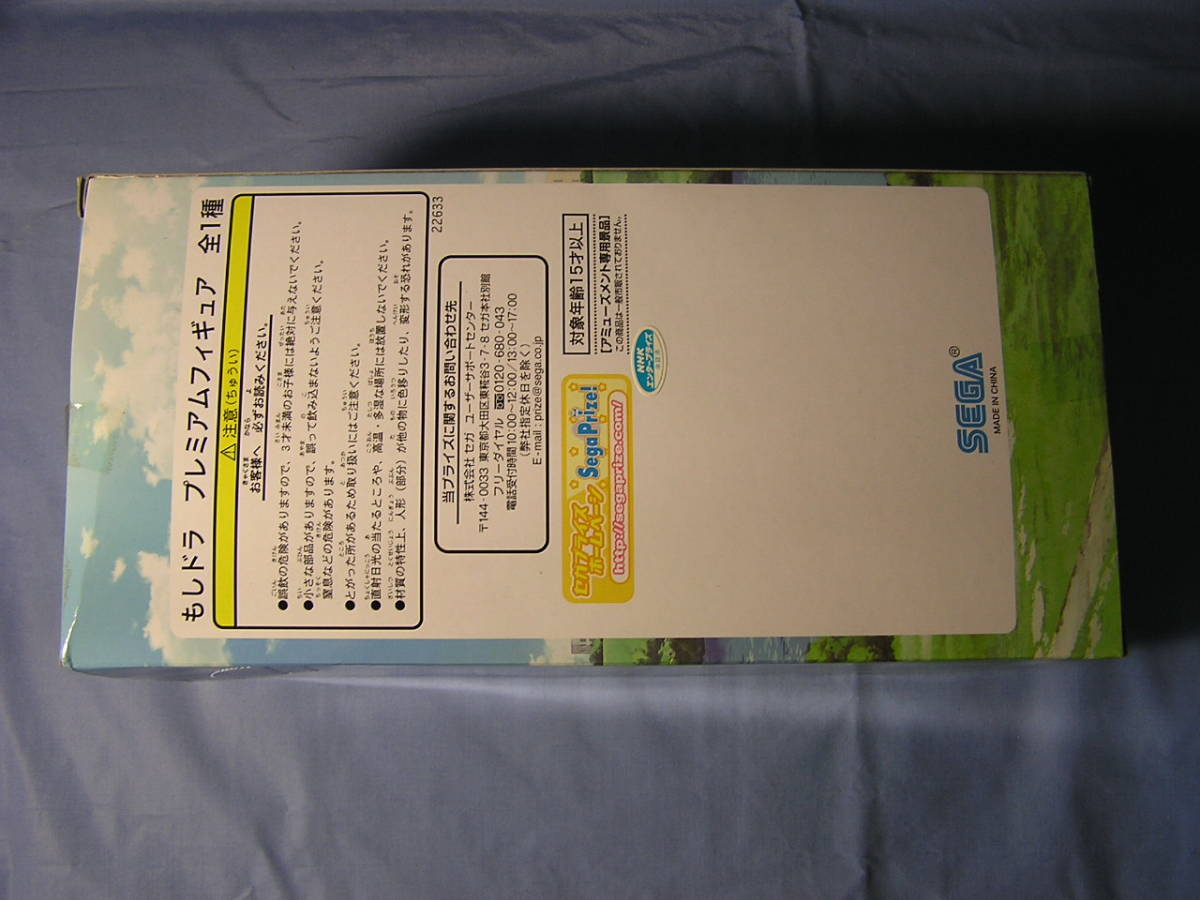 もしドラ プレミアムフィギュア 全1種
⚠ 注意(ちゅうい)
お客様へ 必ずお読みください。
●誤飲の危険がありますので、3才未満のお子様には絶対に与えないでください。
●小さな部品がありますので、誤って飲み込まないようご注意ください。
窒息などの危険があります。
●とがった所があるため取り扱いにはご注意ください。
●直射日光の当たるところや、高温・多湿な場所には放置しないでください。
●材質の特性上、人形(部分)が他の物に色移りしたり、変形する恐れがあります。
22633
当プライズに関するお問い合わせ先
株式会社 セガ ユーザーサポートセンター
〒144-0033 東京都大田区東糀谷3-7-8 セガ本社別館
フリーダイヤル 0120-680-043
電話受付時間 10:00~12:00/13:00~17:00
(弊社指定休日を除く)
E-mail:prize@sega.co.jp
対象年齢15才以上
[アミューズメント専用景品]
この商品は一般市販されておりません。
NHK
エンタープライズ
セガプライズ
ホームページ
Sega Prize!
http://segaprize.com/
SEGA®
MADE IN CHINA